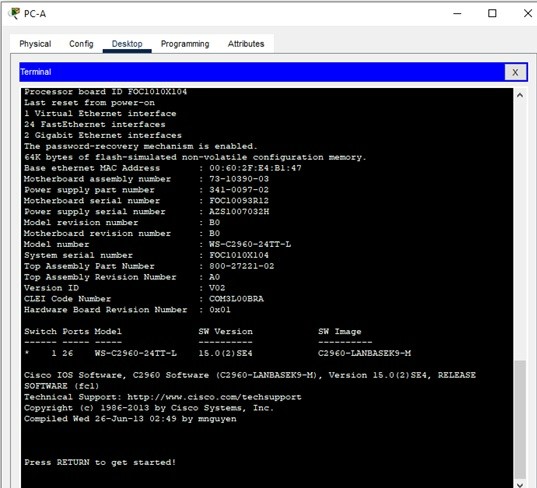 PC-A
Physical Config Desktop Programming Attributes
Terminal X
Processor board ID FOC1010X104
Last reset from power-on
1 Virtual Ethernet interface
24 FastEthernet interfaces
2 Gigabit Ethernet interfaces
The password-recovery mechanism is enabled.
64K bytes of flash-simulated non-volatile configuration memory.
Base ethernet MAC Address : 00:60:2F:E4:B1:47
Motherboard assembly number : 73-10390-03
Power supply part number : 341-0097-02
Motherboard serial number : FOC10093R12
Power supply serial number : AZS1007032H
Model revision number : B0
Motherboard revision number : B0
Model number : WS-C2960-24TT-L
System serial number : FOC1010X104
Top Assembly Part Number : 800-27221-02
Top Assembly Revision Number : A0
Version ID : V02
CLEI Code Number : COM3L00BRA
Hardware Board Revision Number : 0x01
Switch Ports Model SW Version SW Image
------ ----- ----- ---------- ----------
* 1 26 WS-C2960-24TT-L 15.0(2)SE4 C2960-LANBASEK9-M
Cisco IOS Software, C2960 Software (C2960-LANBASEK9-M), Version 15.0(2)SE4, RELEASE
SOFTWARE (fc1)
Technical Support: http://www.cisco.com/techsupport
Copyright (c) 1986-2013 by Cisco Systems, Inc.
Compiled Wed 26-Jun-13 02:49 by mnguyen
Press RETURN to get started!